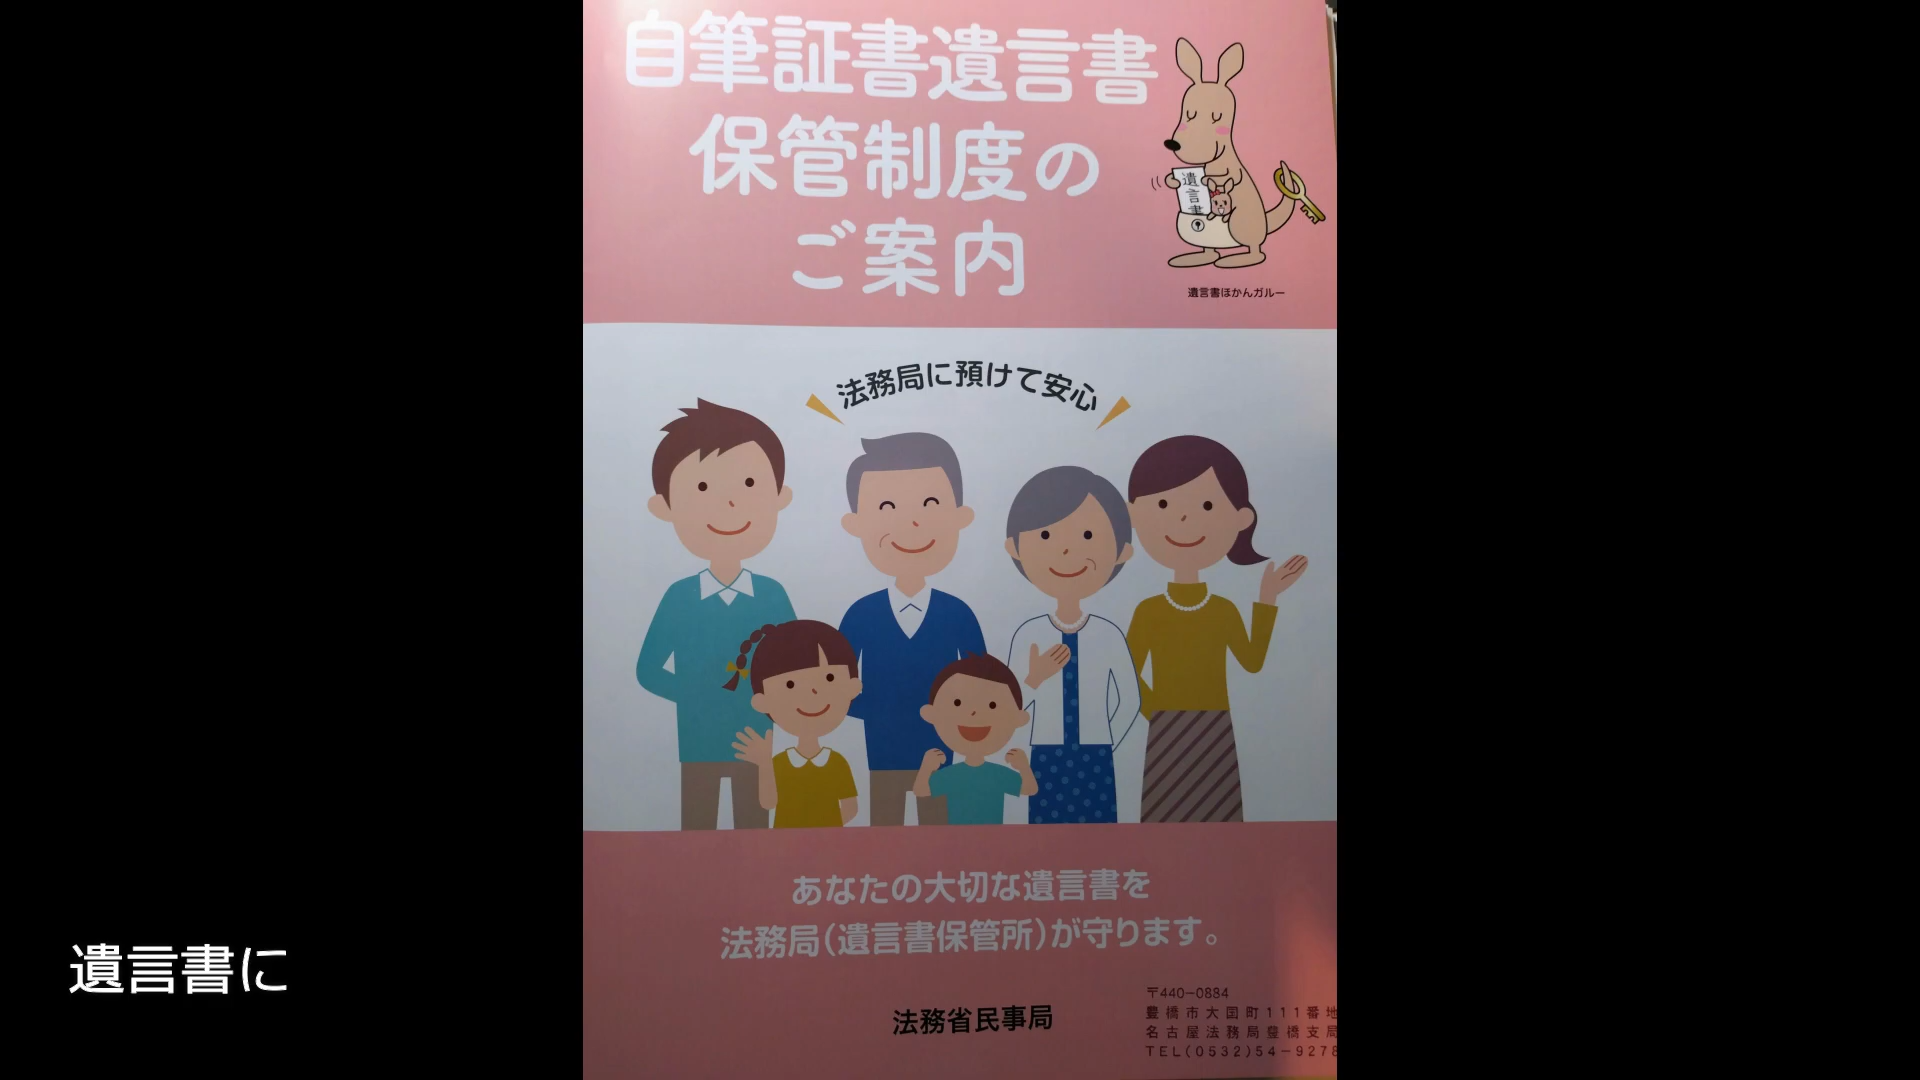 自筆証書遺言書
保管制度の
ご案内
遺言書
遺言書ほかんガルー
法務局に預けて安心
あなたの大切な遺言書を
法務局(遺言書保管所)が守ります。
法務省民事局
〒440-0884
豊橋市大国町111番地
名古屋法務局豊橋支局
TEL(0532)54-9278
遺言書に